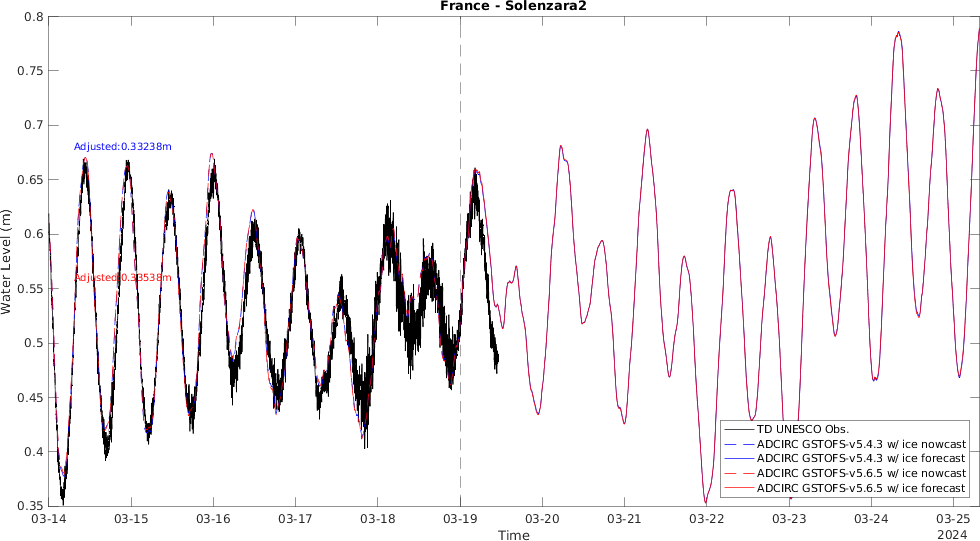 France - Solenzara2
0.8
0.75
0.7
0.65
0.6
0.55
0.5
0.45
0.4
0.35
Water Level (m)
Adjusted:0.33238m
Adjusted:0.33538m
TD UNESCO Obs.
ADCIRC GSTOFS-v5.4.3 w/ ice nowcast
ADCIRC GSTOFS-v5.4.3 w/ ice forecast
ADCIRC GSTOFS-v5.6.5 w/ ice nowcast
ADCIRC GSTOFS-v5.6.5 w/ ice forecast
03-14 03-15 03-16 03-17 03-18 03-19 03-20 03-21 03-22 03-23 03-24 03-25
Time
2024